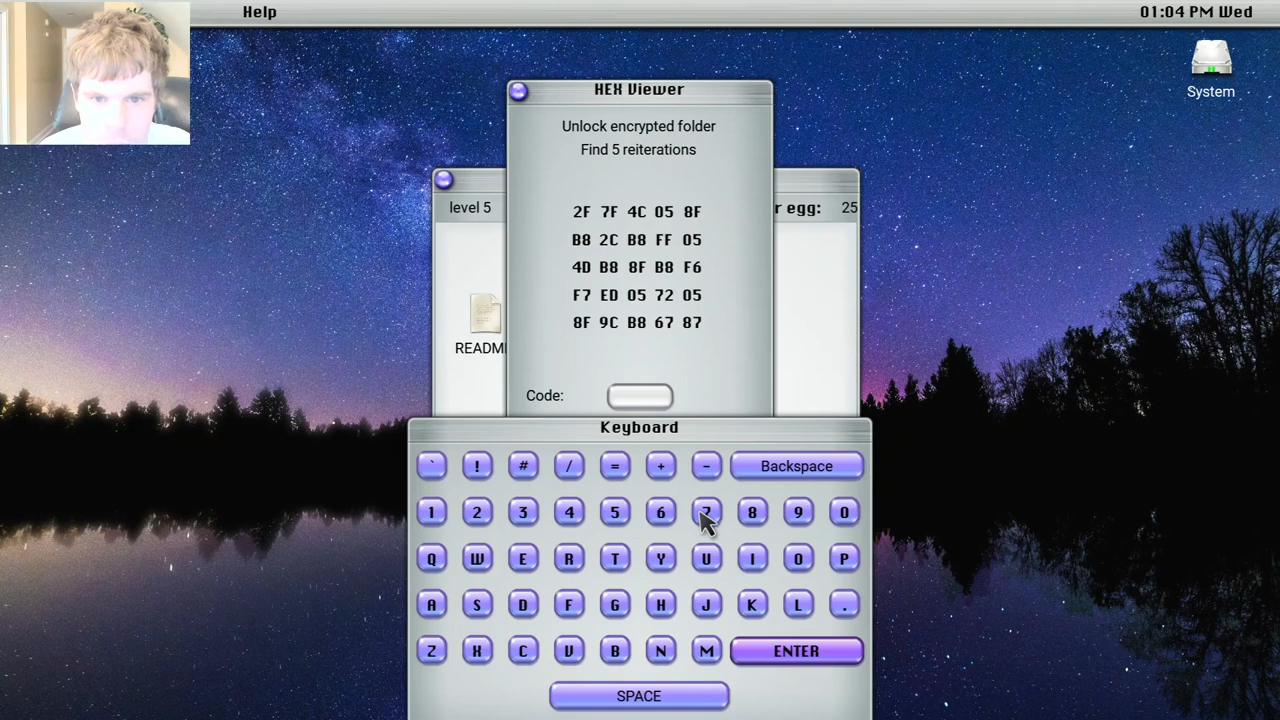 Help
01:04 PM Wed
System
HEX Viewer
Unlock encrypted folder
Find 5 reiterations
level 5
r egg: 25
2F 7F 4C 05 8F
B8 2C B8 FF 05
4D B8 8F B8 F6
F7 ED 05 72 05
8F 9C B8 67 87
READM
Code:
Keyboard
` ! # / = + - Backspace
1 2 3 4 5 6 7 8 9 0
Q W E R T Y U I O P
A S D F G H J K L .
Z X C V B N M ENTER
SPACE